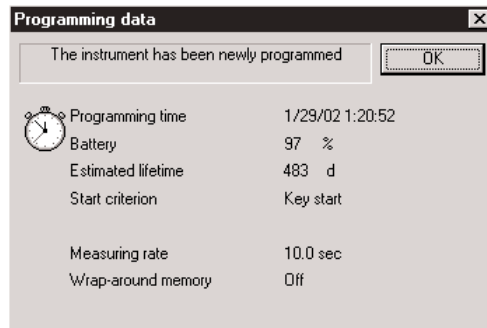 Programming data
The instrument has been newly programmed OK
Programming time 1/29/02 1:20:52
Battery 97 %
Estimated lifetime 483 d
Start criterion Key start
Measuring rate 10.0 sec
Wrap-around memory Off